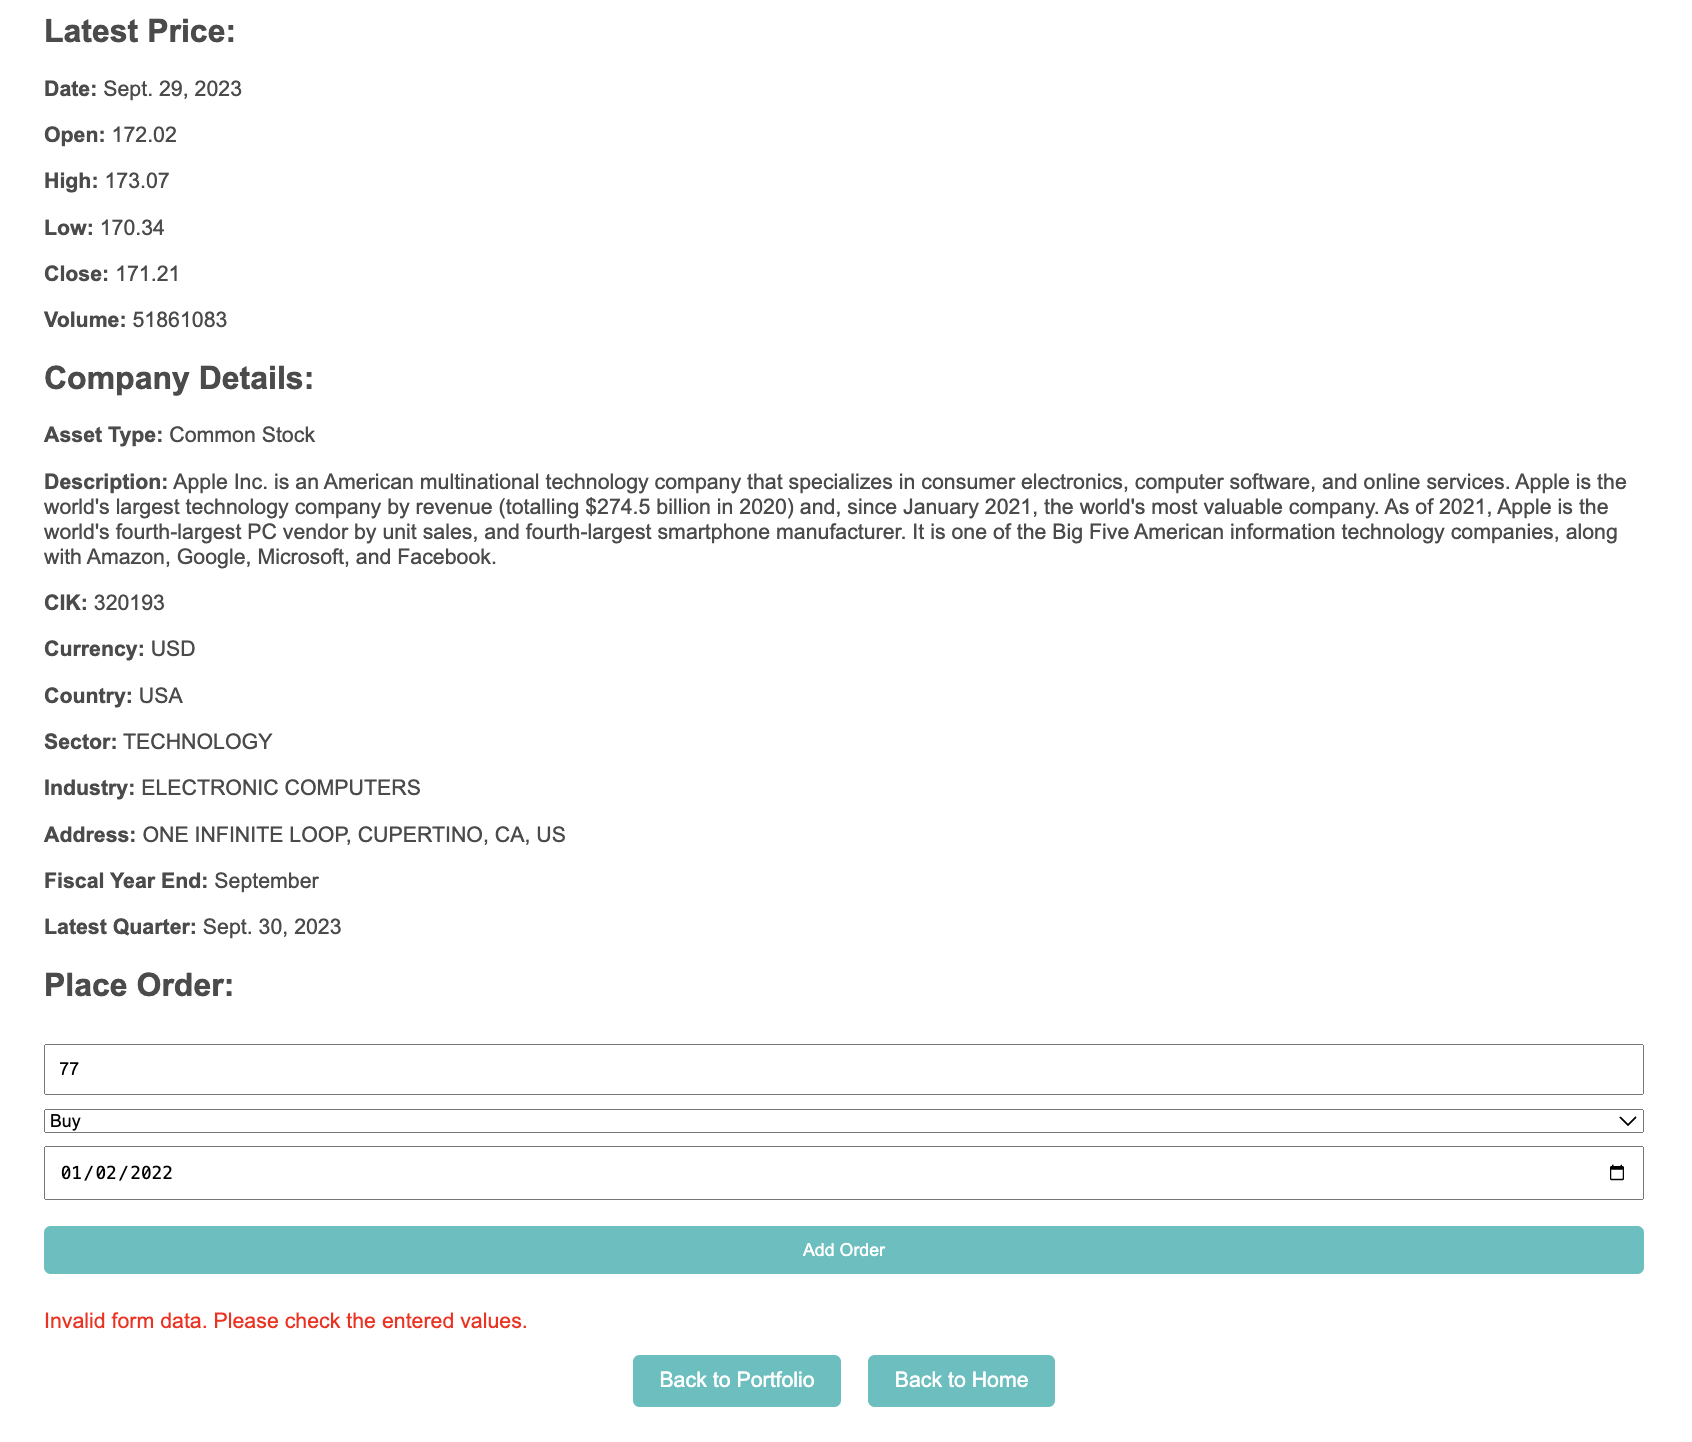 Latest Price:
Date: Sept. 29, 2023
Open: 172.02
High: 173.07
Low: 170.34
Close: 171.21
Volume: 51861083
Company Details:
Asset Type: Common Stock
Description: Apple Inc. is an American multinational technology company that specializes in consumer electronics, computer software, and online services. Apple is the
world's largest technology company by revenue (totalling $274.5 billion in 2020) and, since January 2021, the world's most valuable company. As of 2021, Apple is the
world's fourth-largest PC vendor by unit sales, and fourth-largest smartphone manufacturer. It is one of the Big Five American information technology companies, along
with Amazon, Google, Microsoft, and Facebook.
CIK: 320193
Currency: USD
Country: USA
Sector: TECHNOLOGY
Industry: ELECTRONIC COMPUTERS
Address: ONE INFINITE LOOP, CUPERTINO, CA, US
Fiscal Year End: September
Latest Quarter: Sept. 30, 2023
Place Order:
77
Buy
01/02/2022
Add Order
Invalid form data. Please check the entered values.
Back to Portfolio Back to Home